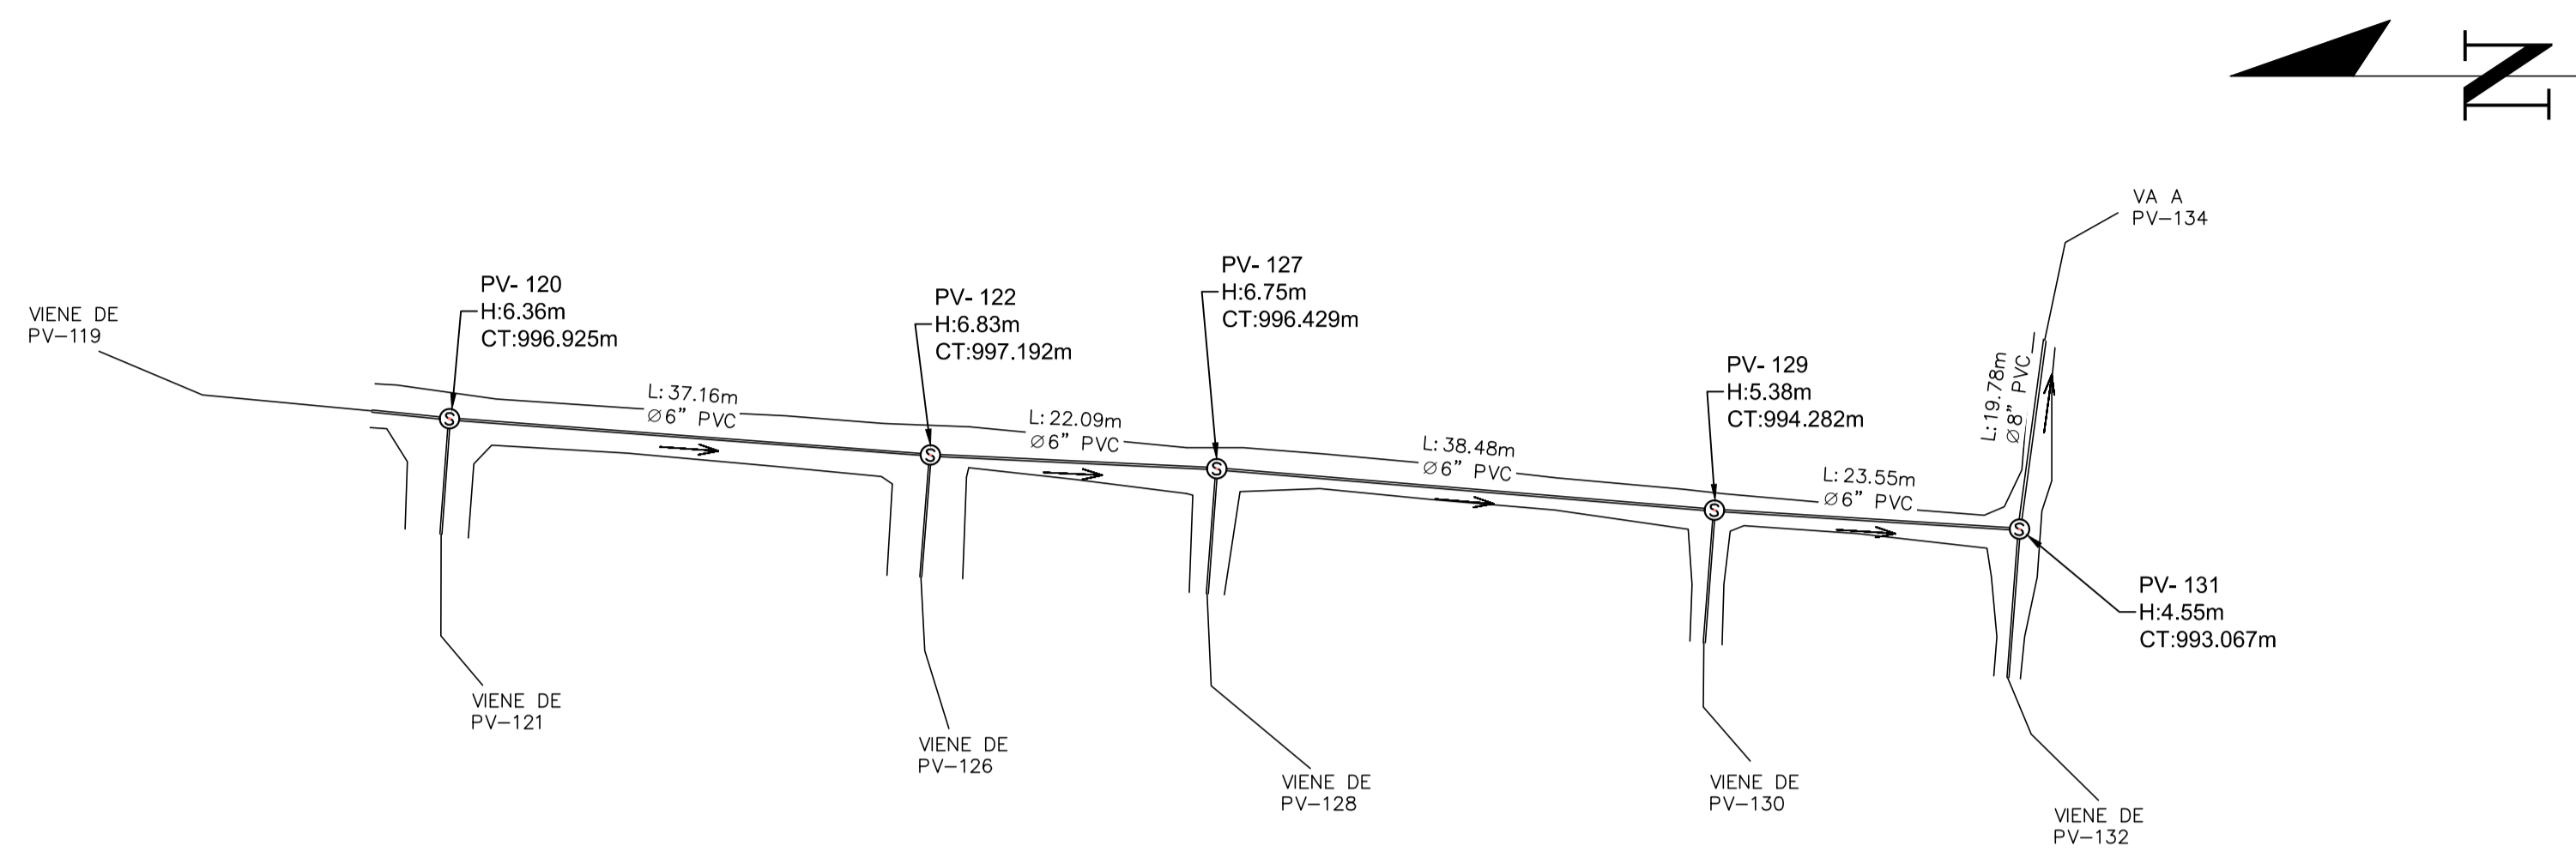 N
VA A
PV-134
PV- 127
H:6.75m
CT:996.429m
PV- 120
H:6.36m
CT:996.925m
PV- 122
H:6.83m
CT:997.192m
VIENE DE
PV-119
PV- 129
H:5.38m
CT:994.282m
L:19.78m
Ø8" PVC
L:37.16m
Ø6" PVC
L:22.09m
Ø6" PVC
L:38.48m
Ø6" PVC
L:23.55m
Ø6" PVC
S
S
S
S
S
PV- 131
H:4.55m
CT:993.067m
VIENE DE
PV-121
VIENE DE
PV-126
VIENE DE
PV-128
VIENE DE
PV-130
VIENE DE
PV-132